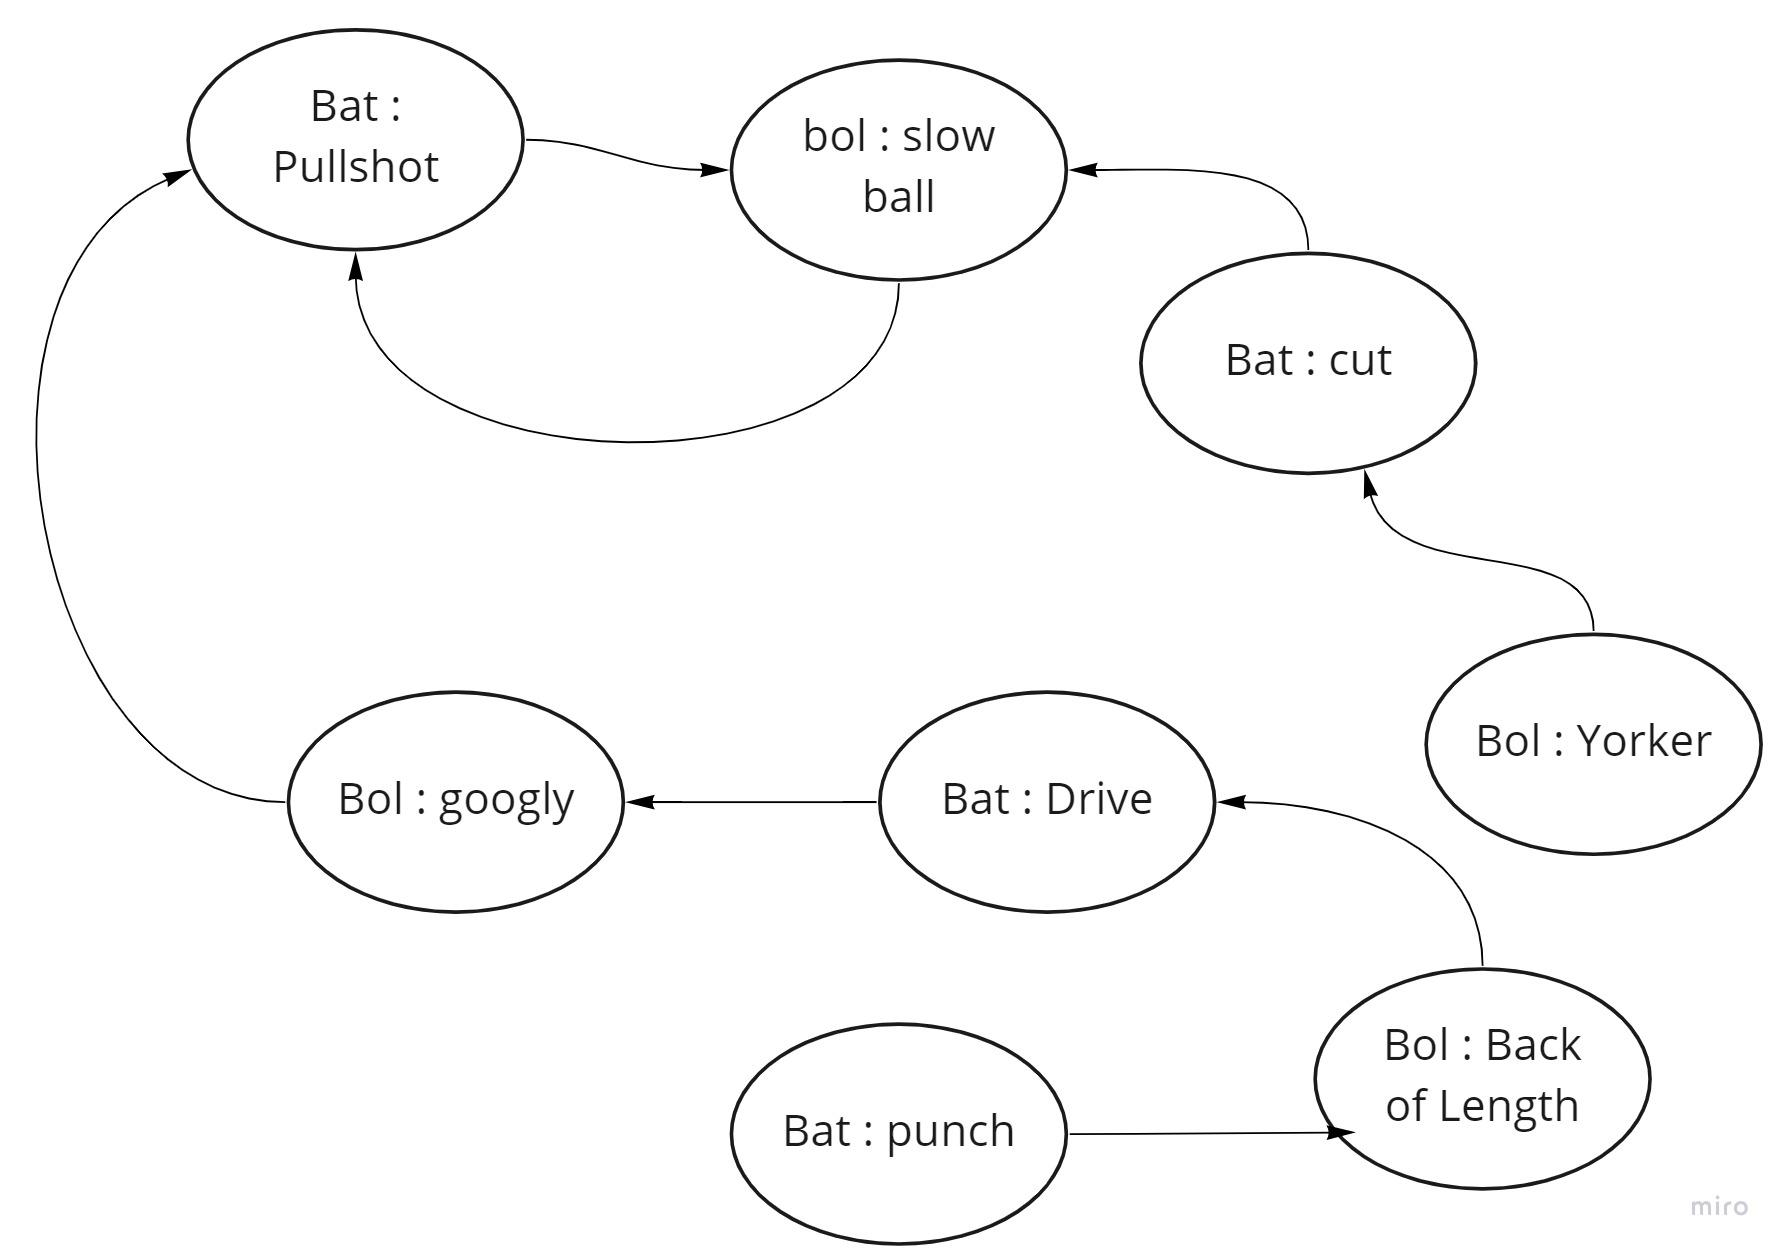 Bat :
Pullshot
bol : slow
ball
Bat : cut
Bol : Yorker
Bol : googly
Bat : Drive
Bol : Back
of Length
Bat : punch
miro